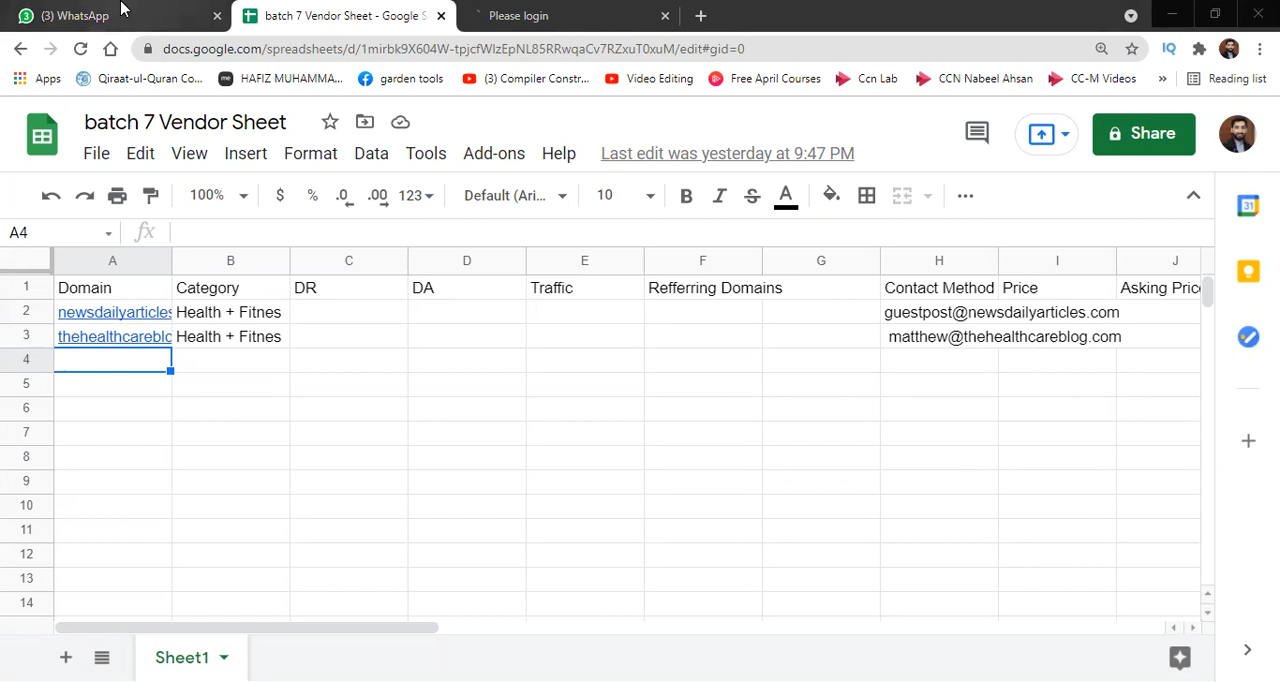 (3) WhatsApp
batch 7 Vendor Sheet - Google S
Please login
docs.google.com/spreadsheets/d/1mirbk9X604W-tpjcfWIzEpNL85RRwqaCv7RZxuT0xuM/edit#gid=0
Apps
Qiraat-ul-Quran Co...
HAFIZ MUHAMMA...
garden tools
(3) Compiler Constr...
Video Editing
Free April Courses
Ccn Lab
CCN Nabeel Ahsan
CC-M Videos
»
Reading list
batch 7 Vendor Sheet
File Edit View Insert Format Data Tools Add-ons Help Last edit was yesterday at 9:47 PM
Share
100% $ % .0 .00 123 Default (Ari... 10 B I S A
A4 fx
A B C D E F G H I J
1 Domain Category DR DA Traffic Refferring Domains Contact Method Price Asking Pric
2 newsdailyarticles Health + Fitnes guestpost@newsdailyarticles.com
3 thehealthcareblo Health + Fitnes matthew@thehealthcareblog.com
4
5
6
7
8
9
10
11
12
13
14
Sheet1
IQ
31
3